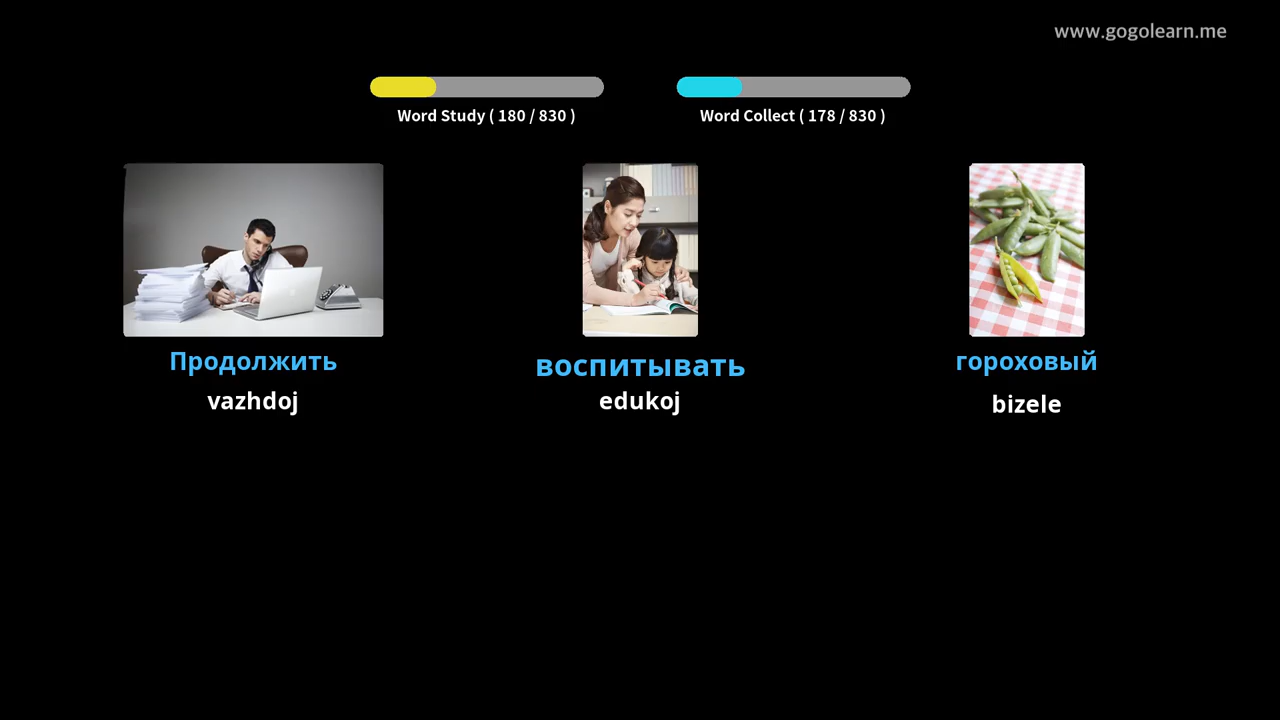 www.gogolearn.me
Word Study ( 180 / 830 )
Word Collect ( 178 / 830 )
Продолжить
vazhdoj
воспитывать
edukoj
гороховый
bizele